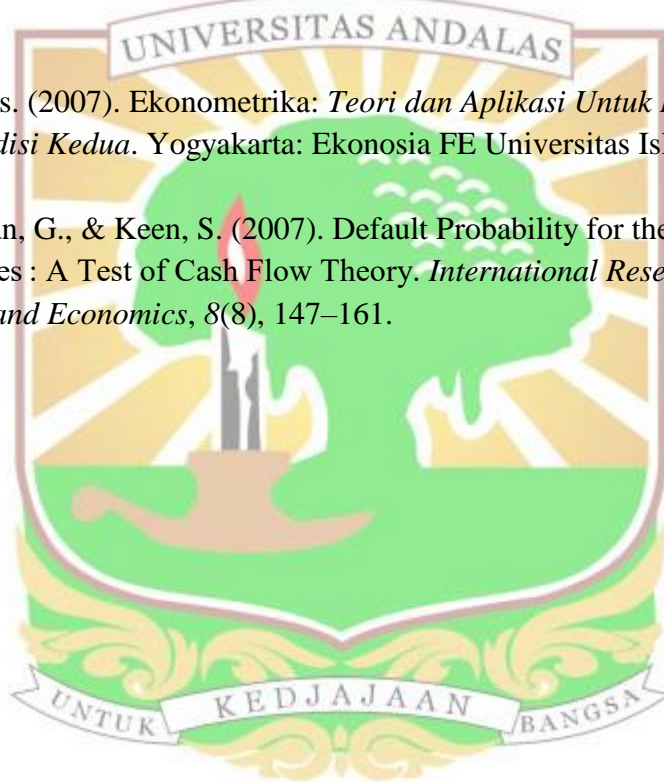 UNIVERSITAS ANDALAS
s. (2007). Ekonometrika: Teori dan Aplikasi Untuk
disi Kedua. Yogyakarta: Ekonosia FE Universitas Is
n, G., & Keen, S. (2007). Default Probability for the
es : A Test of Cash Flow Theory. International Rese
and Economics, 8(8), 147–161.
UNTUK KEDJAJAAN BANGSA